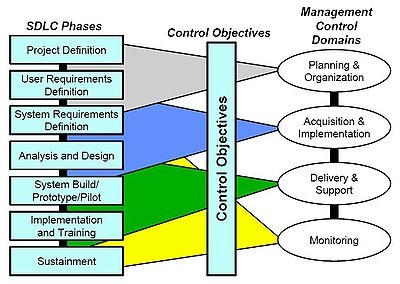 SDLC Phases
Control Objectives
Management
Control
Domains
Project Definition
User Requirements
Definition
System Requirements
Definition
Analysis and Design
System Build/
Prototype/Pilot
Implementation
and Training
Sustainment
Control Objectives
Planning &
Organization
Acquisition &
Implementation
Delivery &
Support
Monitoring